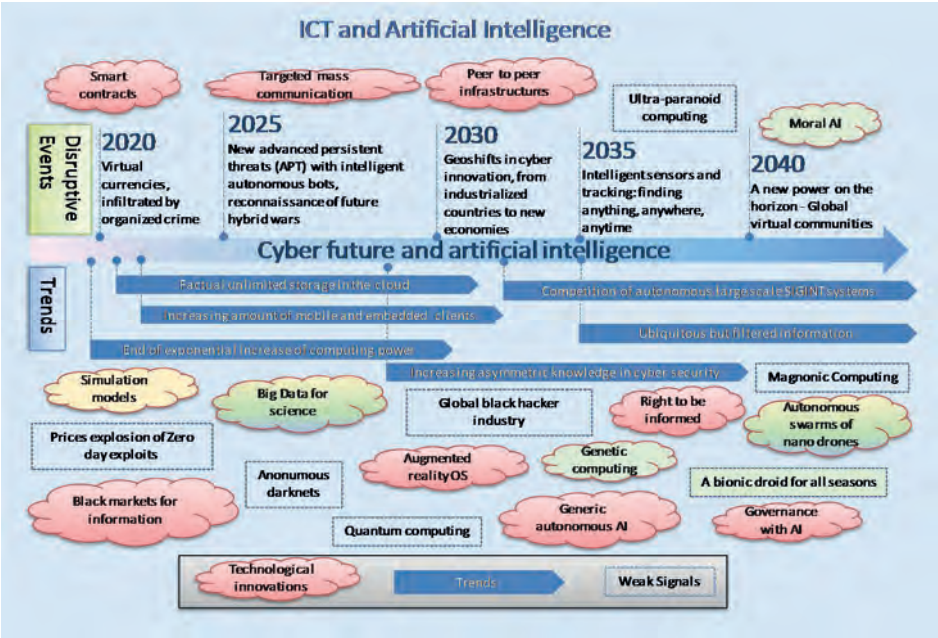 ICT and Artificial Intelligence
Smart
contracts
Targeted mass
communication
Peer to peer
infrastructures
Ultra-paranoid
computing
Moral AI
Disruptive
Events
2020
Virtual
currencies,
infiltrated by
organized crime
2025
New advanced persistent
threats (APT) with intelligent
autonomous bots,
reconnaissance of future
hybrid wars
2030
Geoshifts in cyber
innovation, from
industrialized
countries to new
economies
2035
Intelligent sensors and
tracking: finding
anything, anywhere,
anytime
2040
A new power on the
horizon - Global
virtual communities
Cyber future and artificial intelligence
Trends
Factual unlimited storage in the cloud
Competition of autonomous large scale SIGINT systems
Increasing amount of mobile and embedded clients
Ubiquitous but filtered information
End of exponential increase of computing power
Increasing asymmetric knowledge in cyber security
Simulation
models
Big Data for
science
Global black hacker
industry
Right to be
informed
Magnonic Computing
Autonomous
swarms of
nano drones
Prices explosion of Zero
day exploits
Anonumous
darknets
Augmented
reality OS
Genetic
computing
A bionic droid for all seasons
Black markets for
information
Quantum computing
Generic
autonomous AI
Governance
with AI
Technological
innovations
Trends
Weak Signals